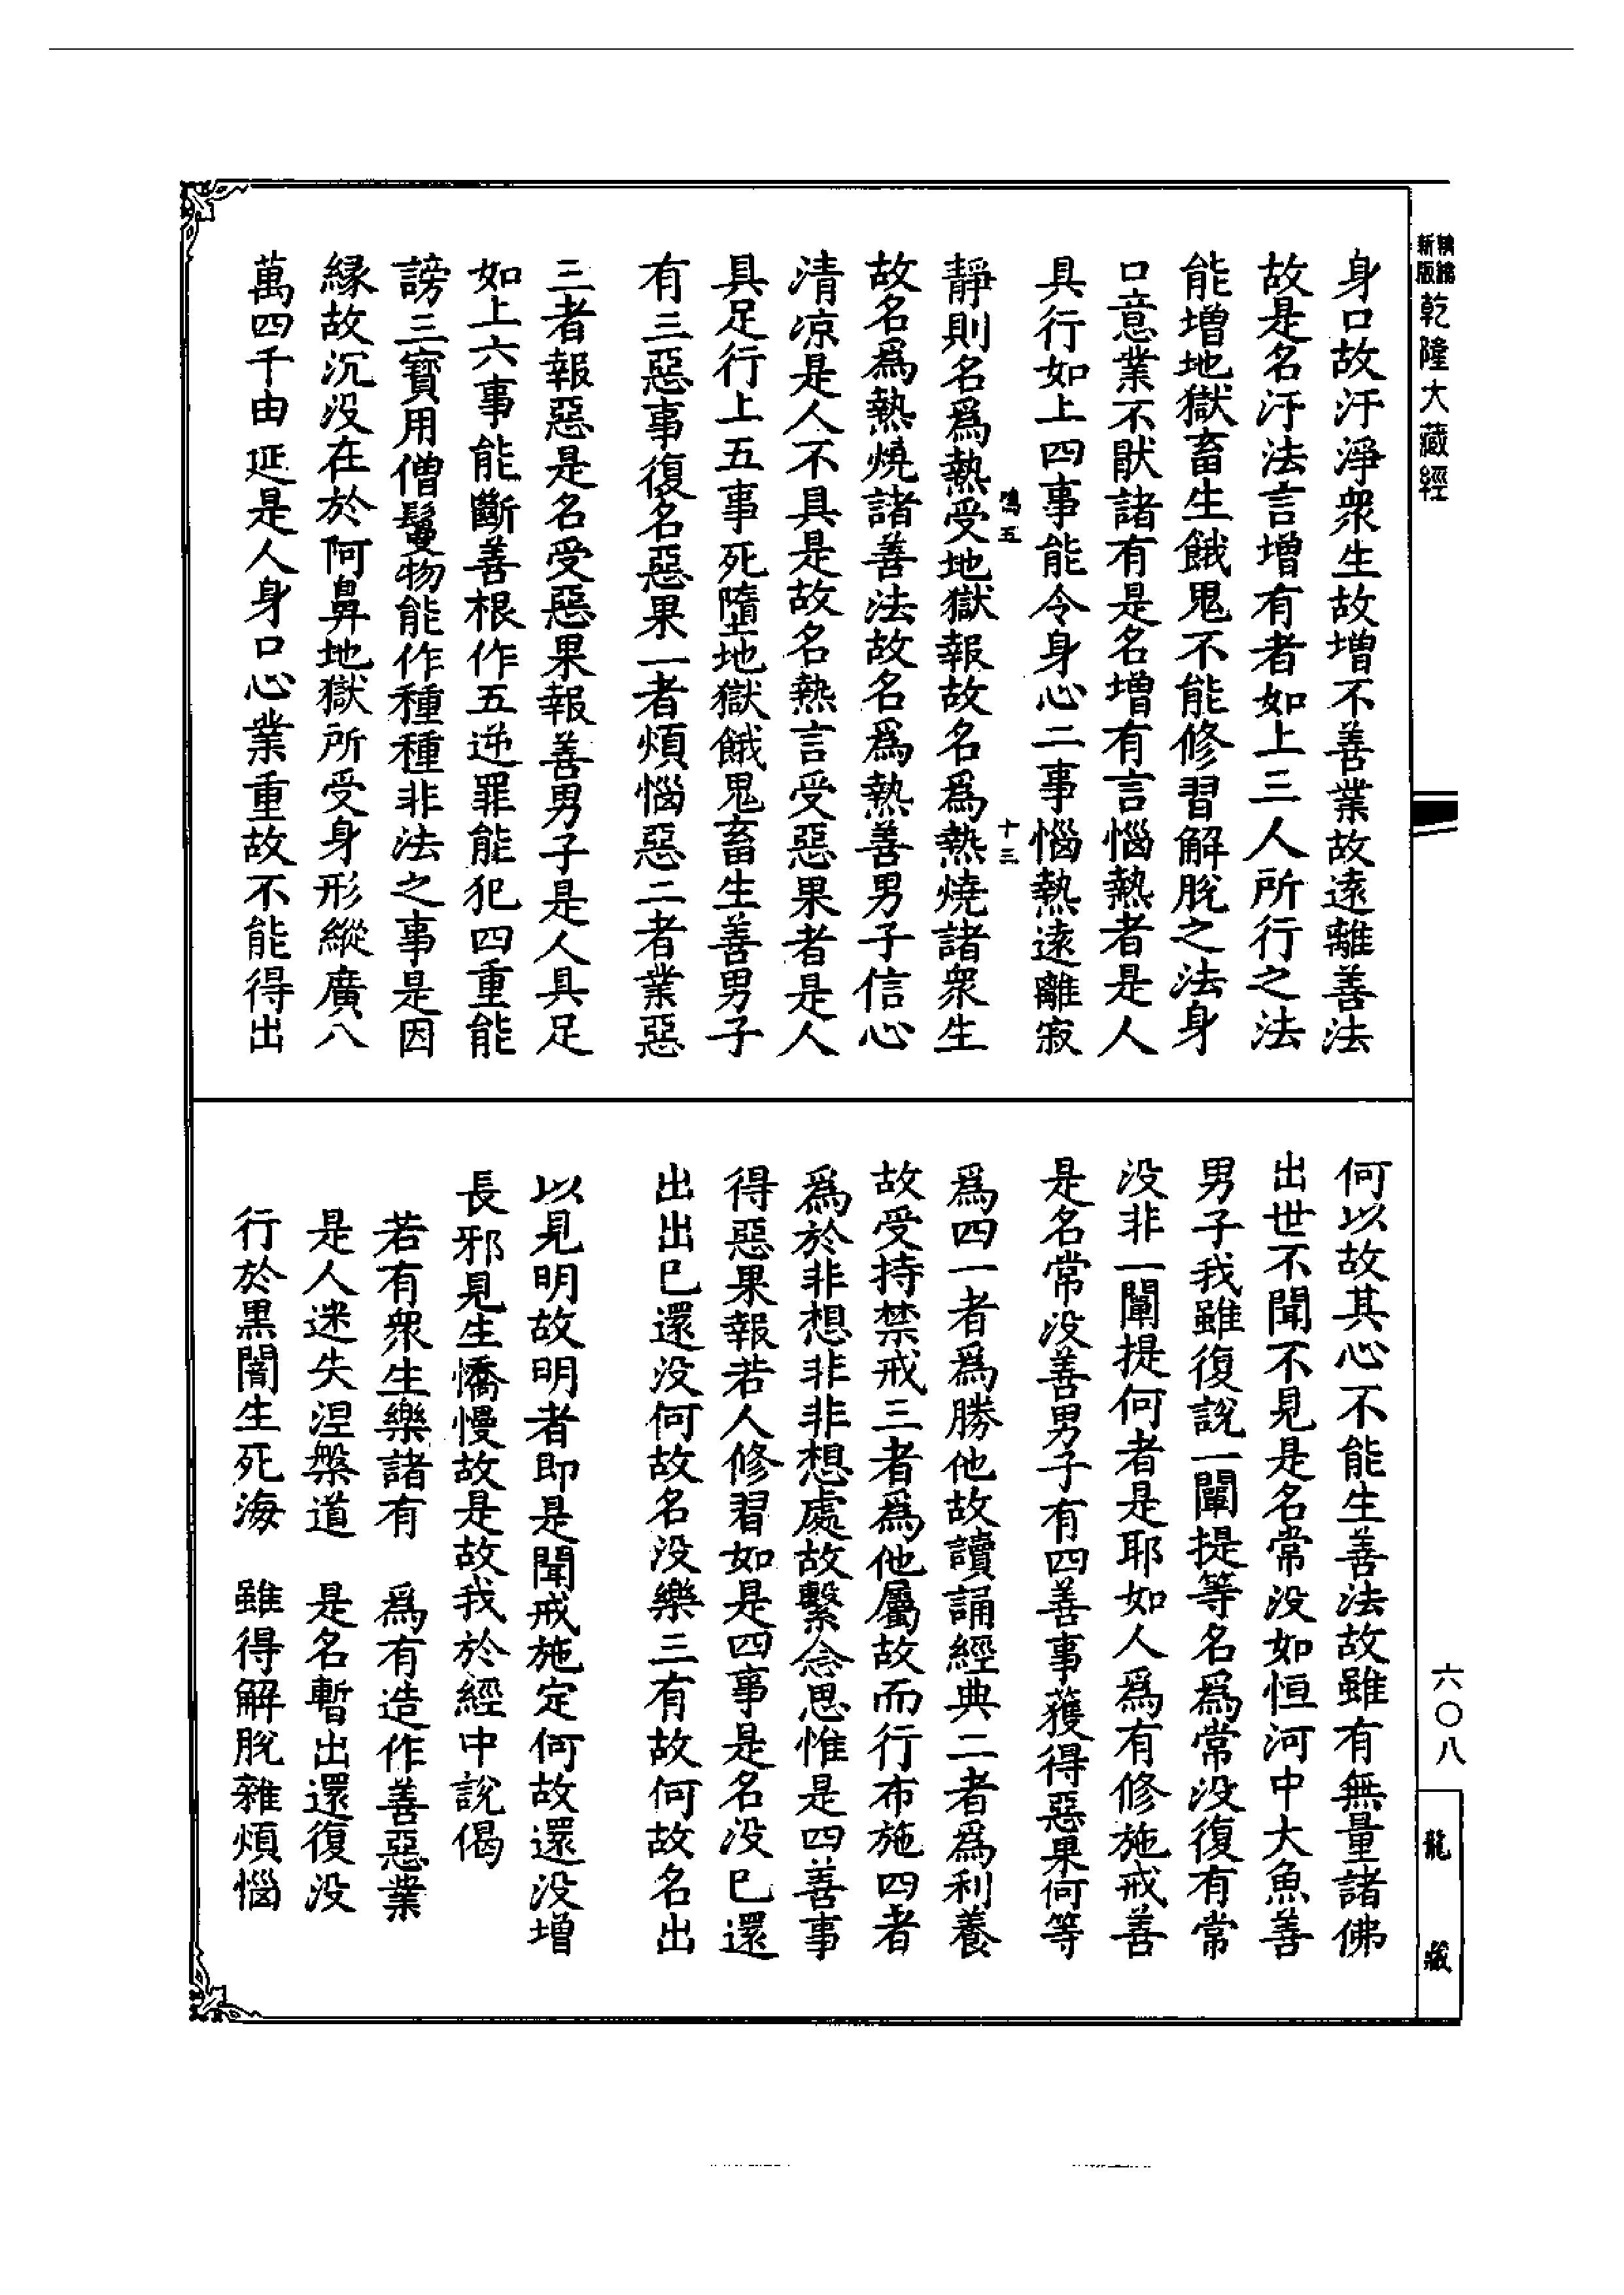 新版
精縮
乾隆大藏經
身口故汙淨衆生故增不善業故遠離善法
故是名汙法言增有者如上三人所行之法
能增地獄畜生餓鬼不能修習解脫之法身
口意業不猒諸有是名增有言惱熱者是人
具行如上四事能令身心二事惱熱遠離寂
鳴五
十三
靜則名爲熱受地獄報故名爲熱燒諸衆生
故名爲熱燒諸善法故名爲熱善男子信心
清凉是人不具是故名熱言受惡果者是人
具足行上五事死墮地獄餓鬼畜生善男子
有三惡事復名惡果一者煩惱惡二者業惡
三者報惡是名受惡果報善男子是人具足
如上六事能斷善根作五逆罪能犯四重能
謗三寶用僧鬘物能作種種非法之事是因
緣故沉没在於阿鼻地獄所受身形縱廣八
萬四千由延是人身口心業重故不能得出
何以故其心不能生善法故雖有無量諸佛
出世不聞不見是名常没如恒河中大魚善
男子我雖復說一闡提等名爲常没復有常
没非一闡提何者是耶如人爲有修施戒善
是名常没善男子有四善事獲得惡果何等
爲四一者爲勝他故讀誦經典二者爲利養
故受持禁戒三者爲他屬故而行布施四者
爲於非想非非想處故繫念思惟是四善事
得惡果報若人修習如是四事是名没已還
出出已還没何故名没樂三有故何故名出
以見明故明者即是聞戒施定何故還没增
長邪見生憍慢故是故我於經中說偈
若有衆生樂諸有　爲有造作善惡業
是人迷失涅槃道　是名暫出還復没
行於黑闇生死海　雖得解脫雜煩惱
六〇八
龍藏